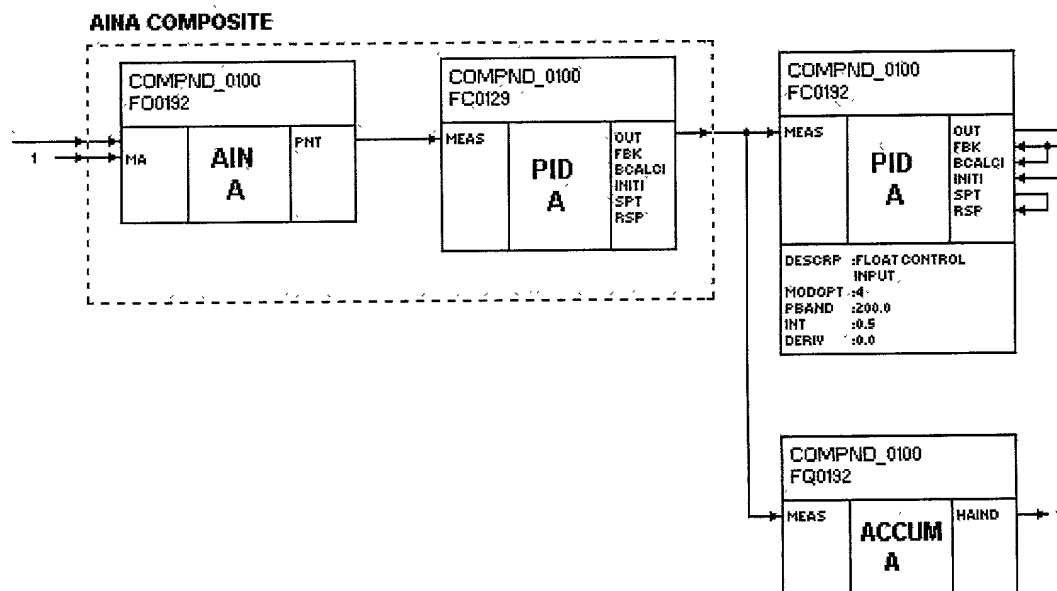 AINA COMPOSITE
COMPND_0100
FO0192
1
MA
AIN
A
PNT
COMPND_0100
FC0129
MEAS
PID
A
OUT
FBK
BCALCI
INITI
SPT
RSP
COMPND_0100
FC0192
MEAS
PID
A
OUT
FBK
BCALCI
INITI
SPT
RSP
DESCRP :FLOAT CONTROL
INPUT
MODOPT :4
PBAND :200.0
INT :0.5
DERIV :0.0
COMPND_0100
FQ0192
MEAS
ACCUM
A
HAIND